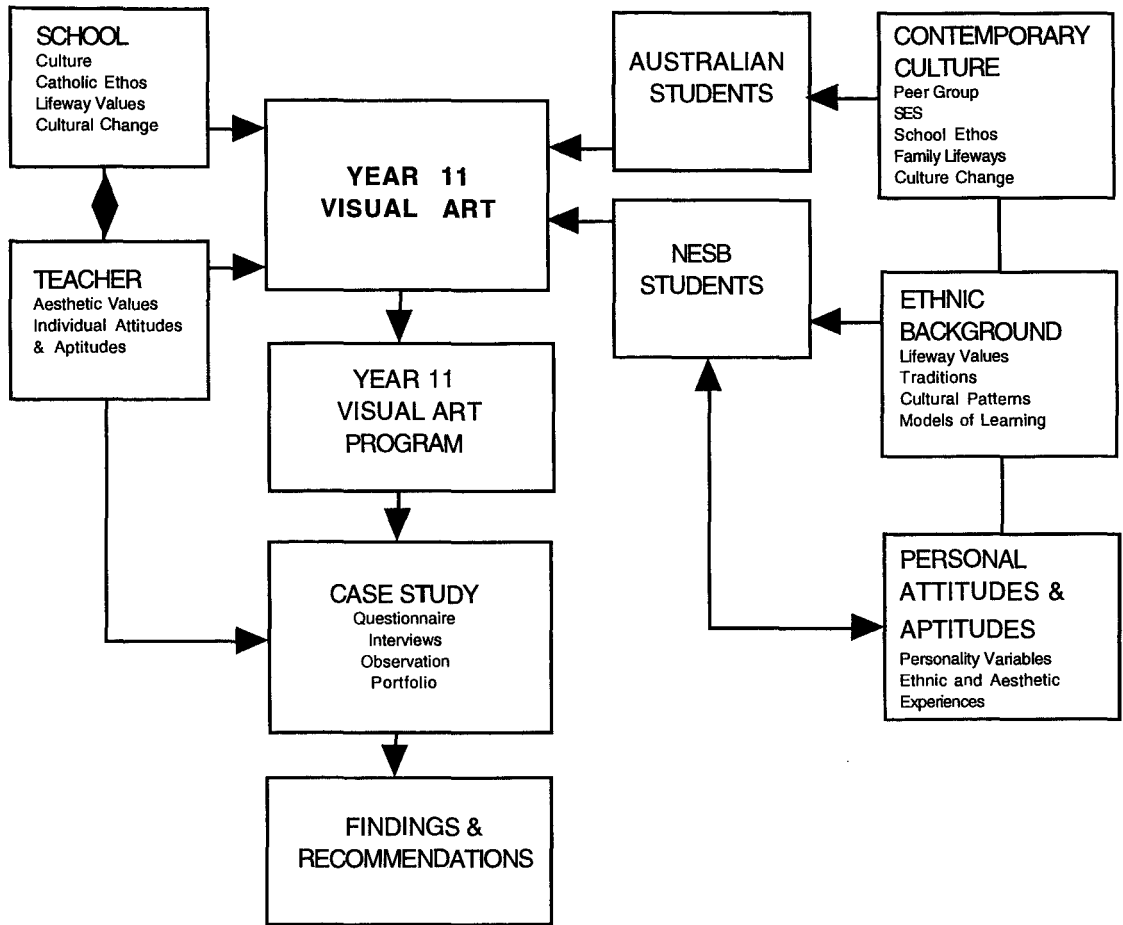 SCHOOL
Culture
Catholic Ethos
Lifeway Values
Cultural Change
TEACHER
Aesthetic Values
Individual Attitudes
& Aptitudes
YEAR 11
VISUAL ART
YEAR 11
VISUAL ART
PROGRAM
CASE STUDY
Questionnaire
Interviews
Observation
Portfolio
FINDINGS &
RECOMMENDATIONS
AUSTRALIAN
STUDENTS
NESB
STUDENTS
CONTEMPORARY
CULTURE
Peer Group
SES
School Ethos
Family Lifeways
Culture Change
ETHNIC
BACKGROUND
Lifeway Values
Traditions
Cultural Patterns
Models of Learning
PERSONAL
ATTITUDES &
APTITUDES
Personality Variables
Ethnic and Aesthetic
Experiences